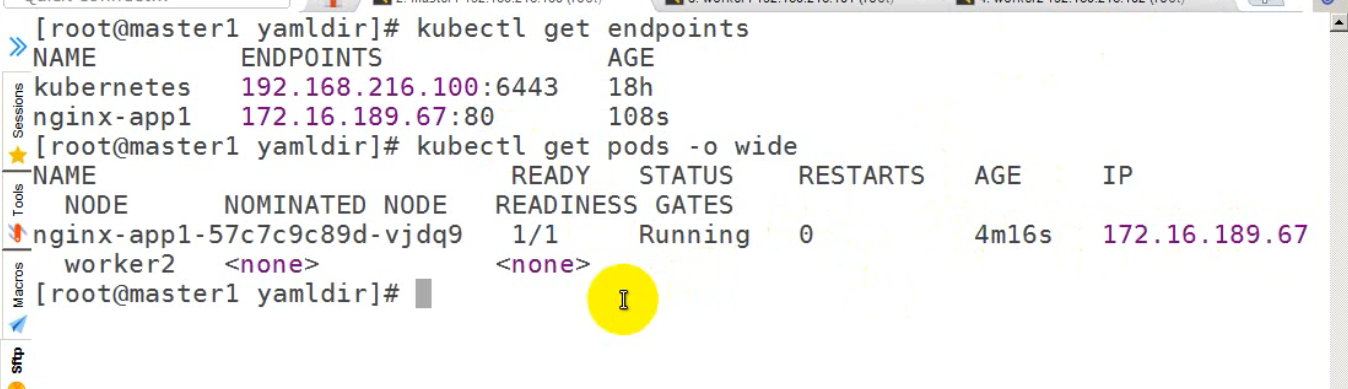 [root@master1 yamldir]# kubectl get endpoints
NAME ENDPOINTS AGE
kubernetes 192.168.216.100:6443 18h
nginx-app1 172.16.189.67:80 108s
[root@master1 yamldir]# kubectl get pods -o wide
NAME READY STATUS RESTARTS AGE IP
NODE NOMINATED NODE READINESS GATES
nginx-app1-57c7c9c89d-vjdq9 1/1 Running 0 4m16s 172.16.189.67
worker2 <none> <none>
[root@master1 yamldir]#
Sessions
Tools
Macros
Sftp